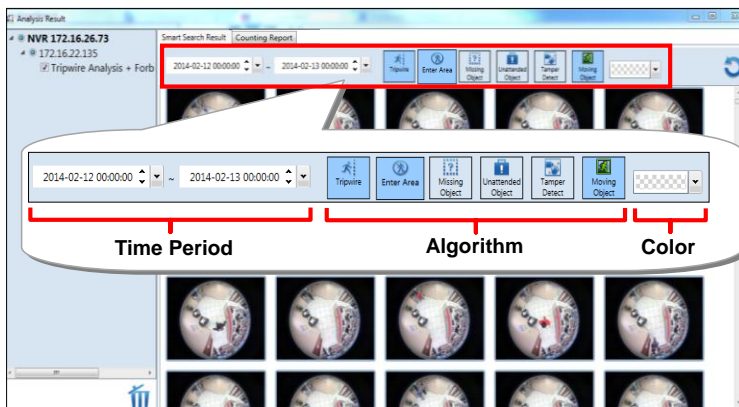 Analysis Result
NVR 172.16.26.73
172.16.22.135
Tripwire Analysis + Forb
Smart Search Result Counting Report
2014-02-12 00:00:00 ~ 2014-02-13 00:00:00 Tripwire Enter Area Missing Object Unattended Object Tamper Detect Moving Object
2014-02-12 00:00:00 ~ 2014-02-13 00:00:00 Tripwire Enter Area Missing Object Unattended Object Tamper Detect Moving Object
Time Period Algorithm Color